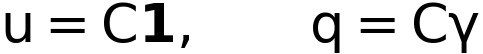 u = C𝟏, q = Cγ